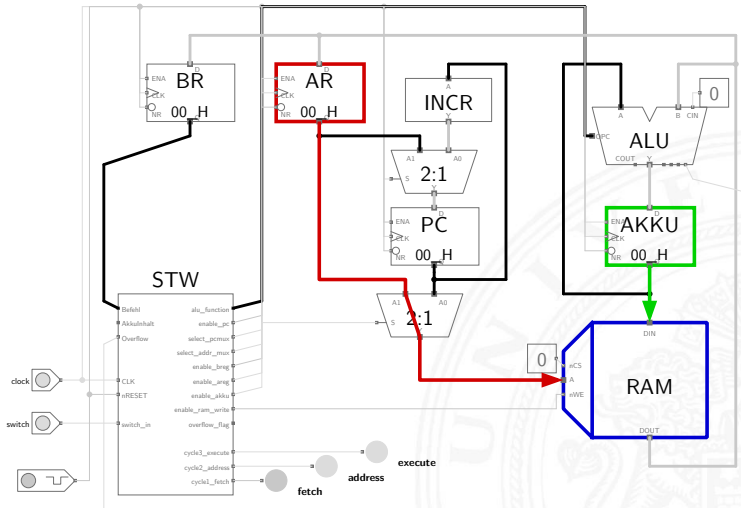 D
BR
ENA
CLK
NR
00_H
D
AR
ENA
CLK
NR
00_H
A
INCR
Y
A1
A0
2:1
S
Y
D
PC
ENA
CLK
NR
00_H
A1
A0
2:1
S
Y
0
A
B
CIN
OPC
ALU
COUT
Y
D
AKKU
ENA
CLK
NR
00_H
DIN
0
nCS
A
nWE
RAM
DOUT
STW
Befehl
alu_function
AkkuInhalt
enable_pc
Overflow
select_pcmux
select_addr_mux
enable_breg
CLK
enable_areg
nRESET
enable_akku
enable_ram_write
switch_in
overflow_flag
cycle3_execute
cycle2_address
cycle1_fetch
clock
switch
execute
address
fetch